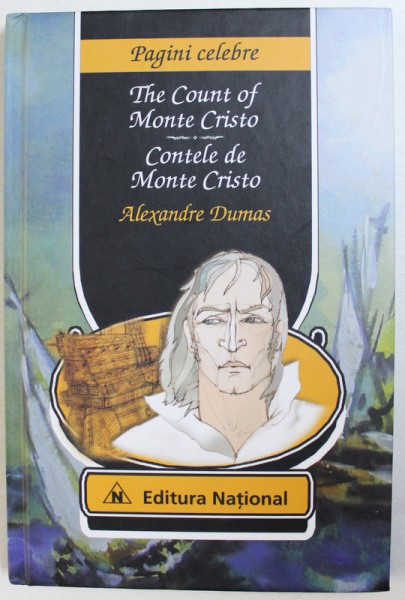 Pagini celebre
The Count of
Monte Cristo
Contele de
Monte Cristo
Alexandre Dumas
N Editura Național